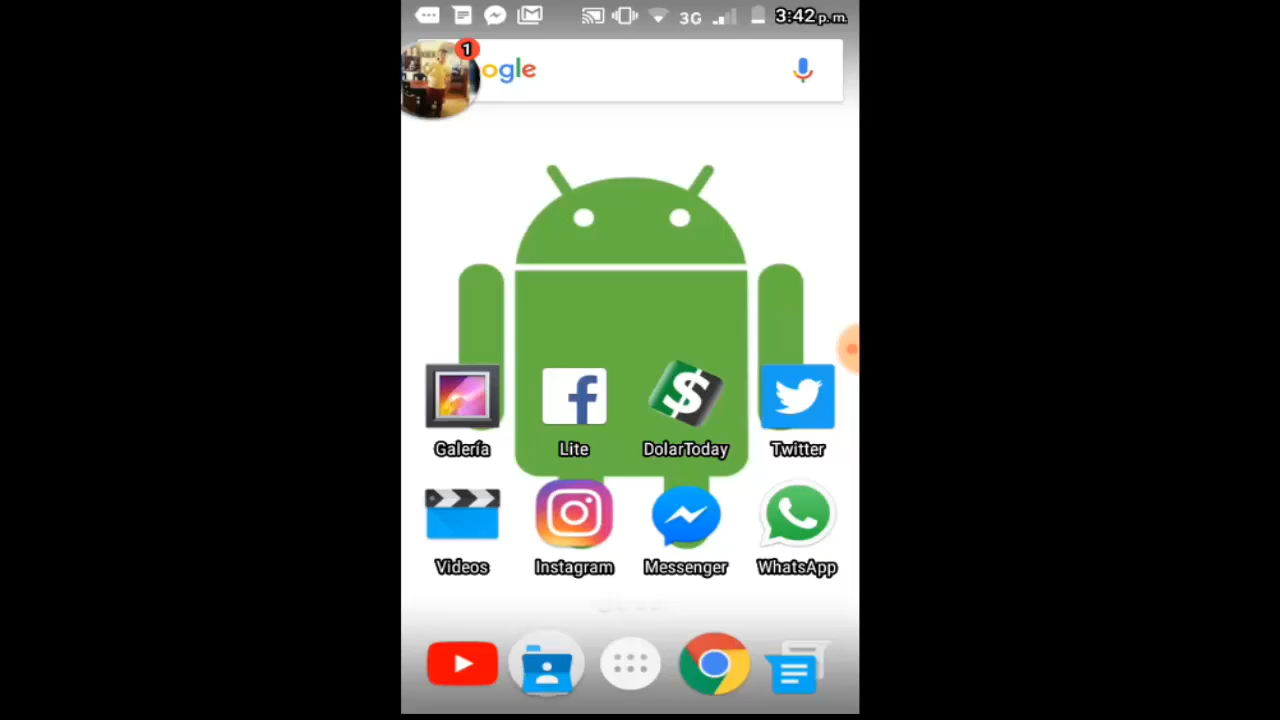 3G 3:42 p. m.
1
ogle
Galería Lite DolarToday Twitter
Videos Instagram Messenger WhatsApp